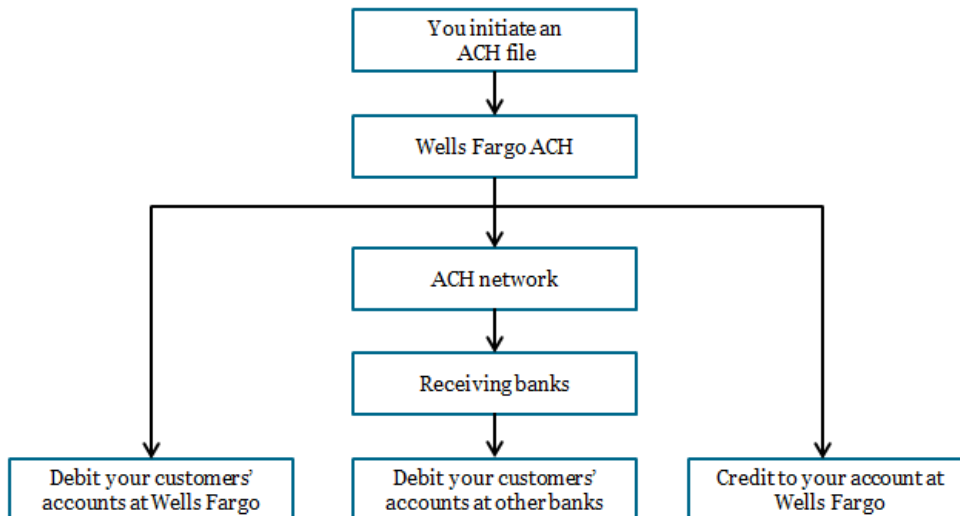 You initiate an
ACH file
Wells Fargo ACH
ACH network
Receiving banks
Debit your customers’
accounts at Wells Fargo
Debit your customers’
accounts at other banks
Credit to your account at
Wells Fargo